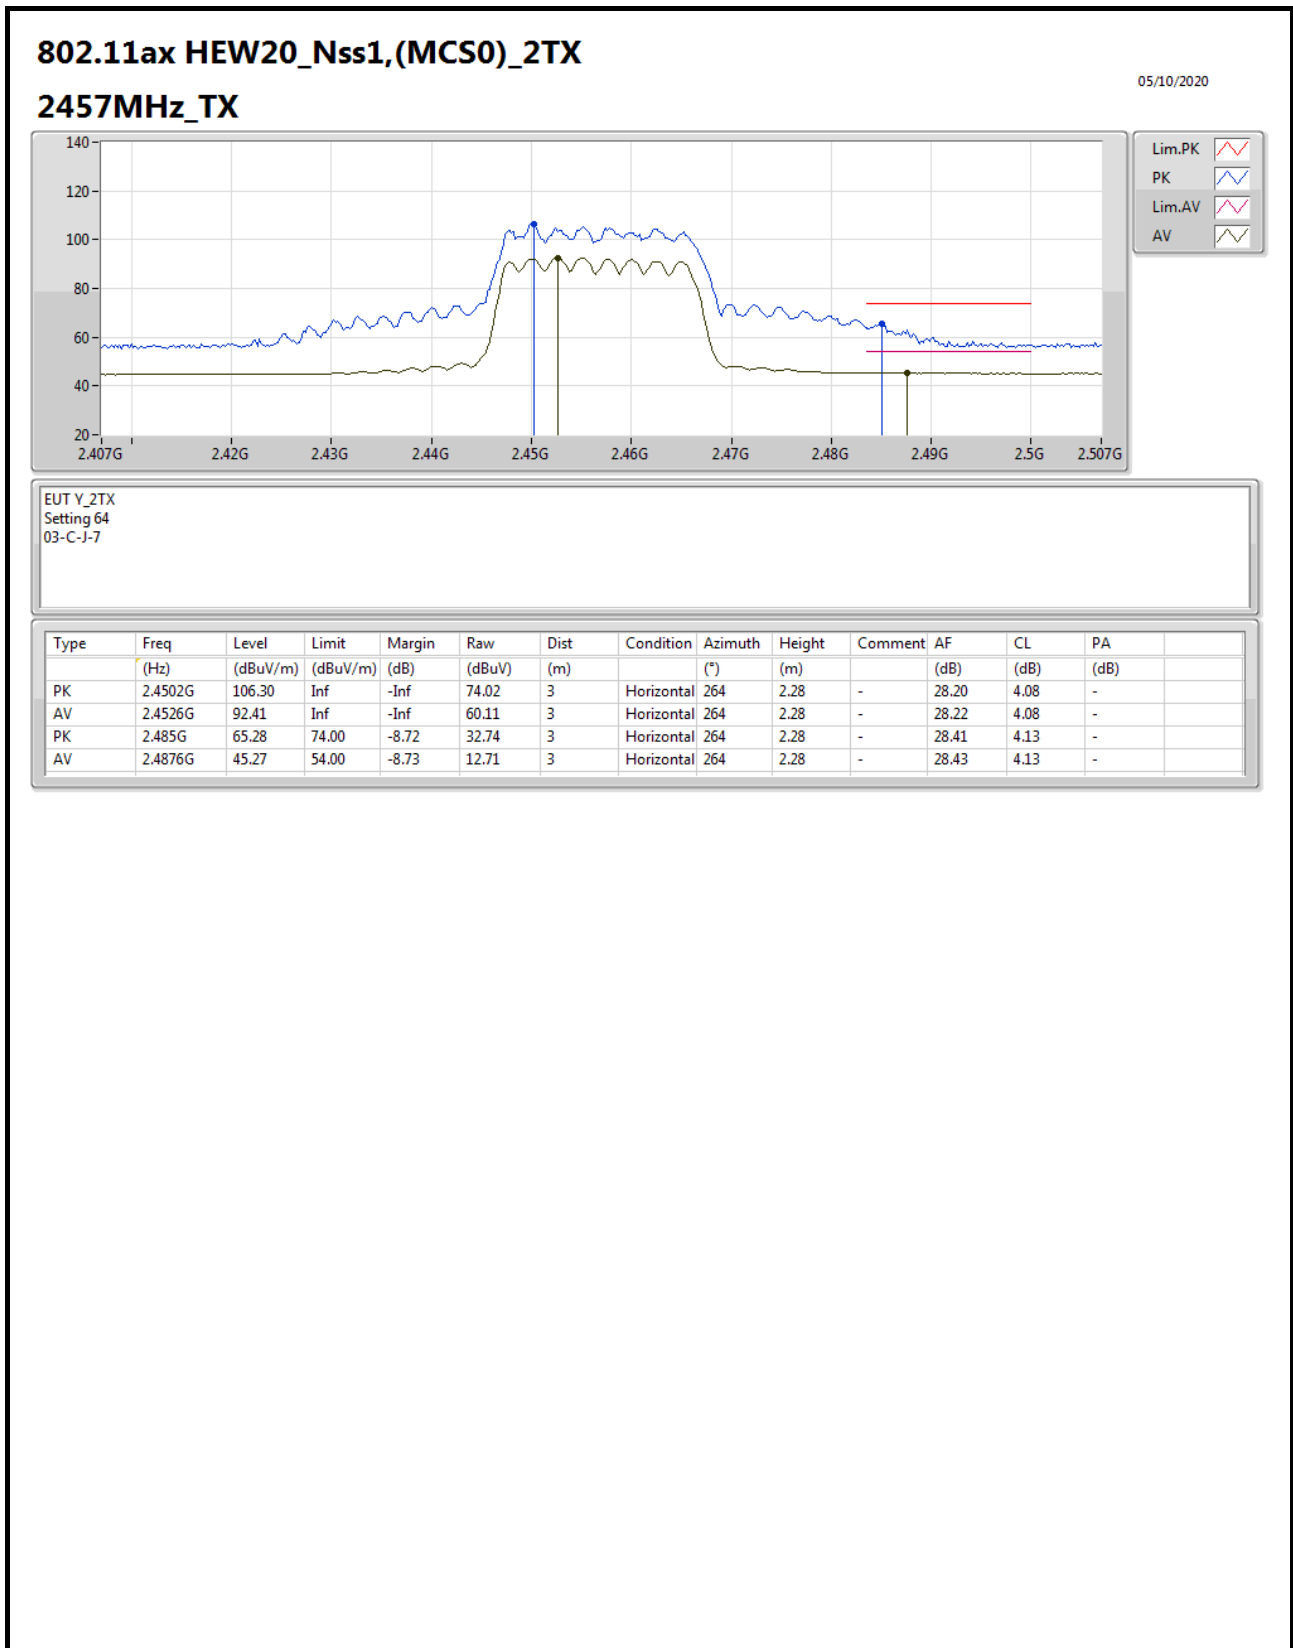 802.11ax HEW20_Nss1,(MCS0)_2TX
05/10/2020
2457MHz_TX
140
120
100
80
60
40
20
2.407G 2.42G 2.43G 2.44G 2.45G 2.46G 2.47G 2.48G 2.49G 2.5G 2.507G
Lim.PK
PK
Lim.AV
AV
EUT Y_2TX
Setting 64
03-C-J-7
Type Freq Level Limit Margin Raw Dist Condition Azimuth Height Comment AF CL PA
(Hz) (dBuV/m) (dBuV/m) (dB) (dBuV) (m) (°) (m) (dB) (dB) (dB)
PK 2.4502G 106.30 Inf -Inf 74.02 3 Horizontal 264 2.28 - 28.20 4.08 -
AV 2.4526G 92.41 Inf -Inf 60.11 3 Horizontal 264 2.28 - 28.22 4.08 -
PK 2.485G 65.28 74.00 -8.72 32.74 3 Horizontal 264 2.28 - 28.41 4.13 -
AV 2.4876G 45.27 54.00 -8.73 12.71 3 Horizontal 264 2.28 - 28.43 4.13 -